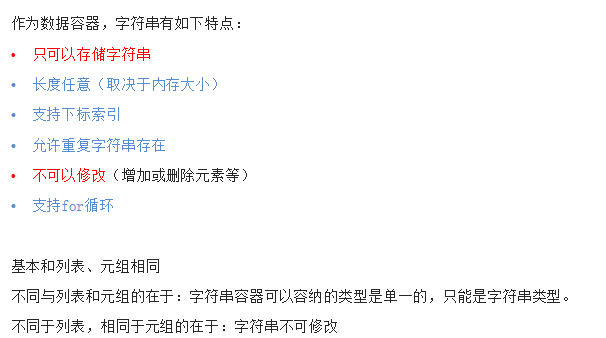 作为数据容器，字符串有如下特点：
• 只可以存储字符串
• 长度任意（取决于内存大小）
• 支持下标索引
• 允许重复字符串存在
• 不可以修改（增加或删除元素等）
• 支持for循环
基本和列表、元组相同
不同与列表和元组的在于：字符串容器可以容纳的类型是单一的，只能是字符串类型。
不同于列表，相同于元组的在于：字符串不可修改